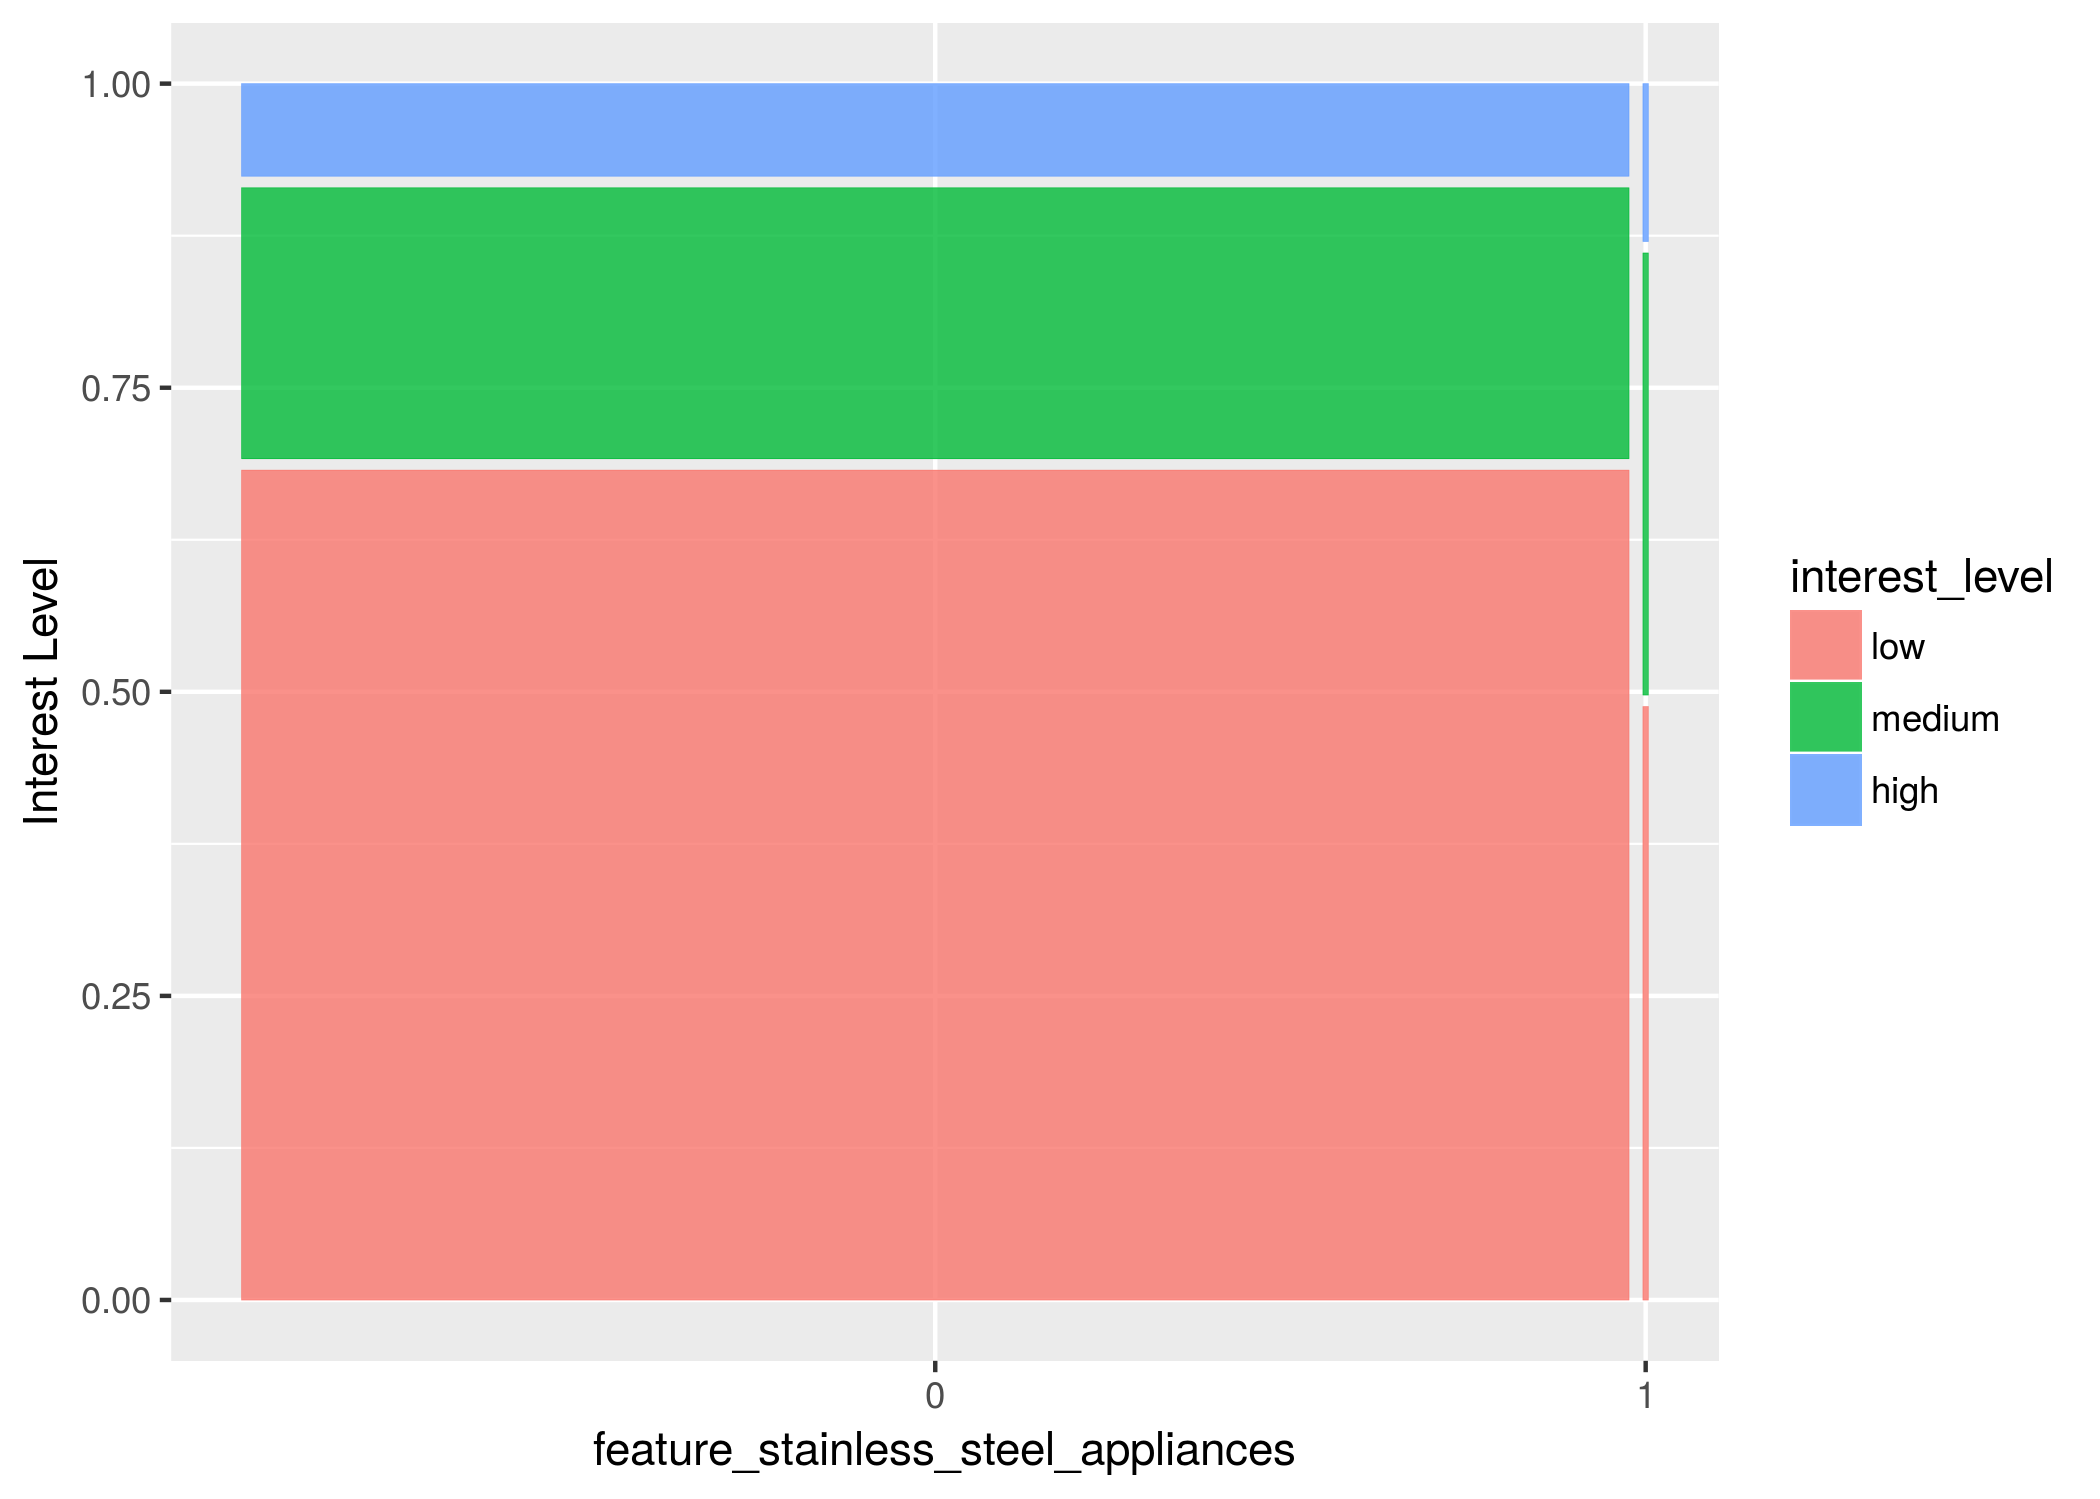 1.00
0.75
0.50
0.25
0.00
Interest Level
0
1
feature_stainless_steel_appliances
interest_level
low
medium
high